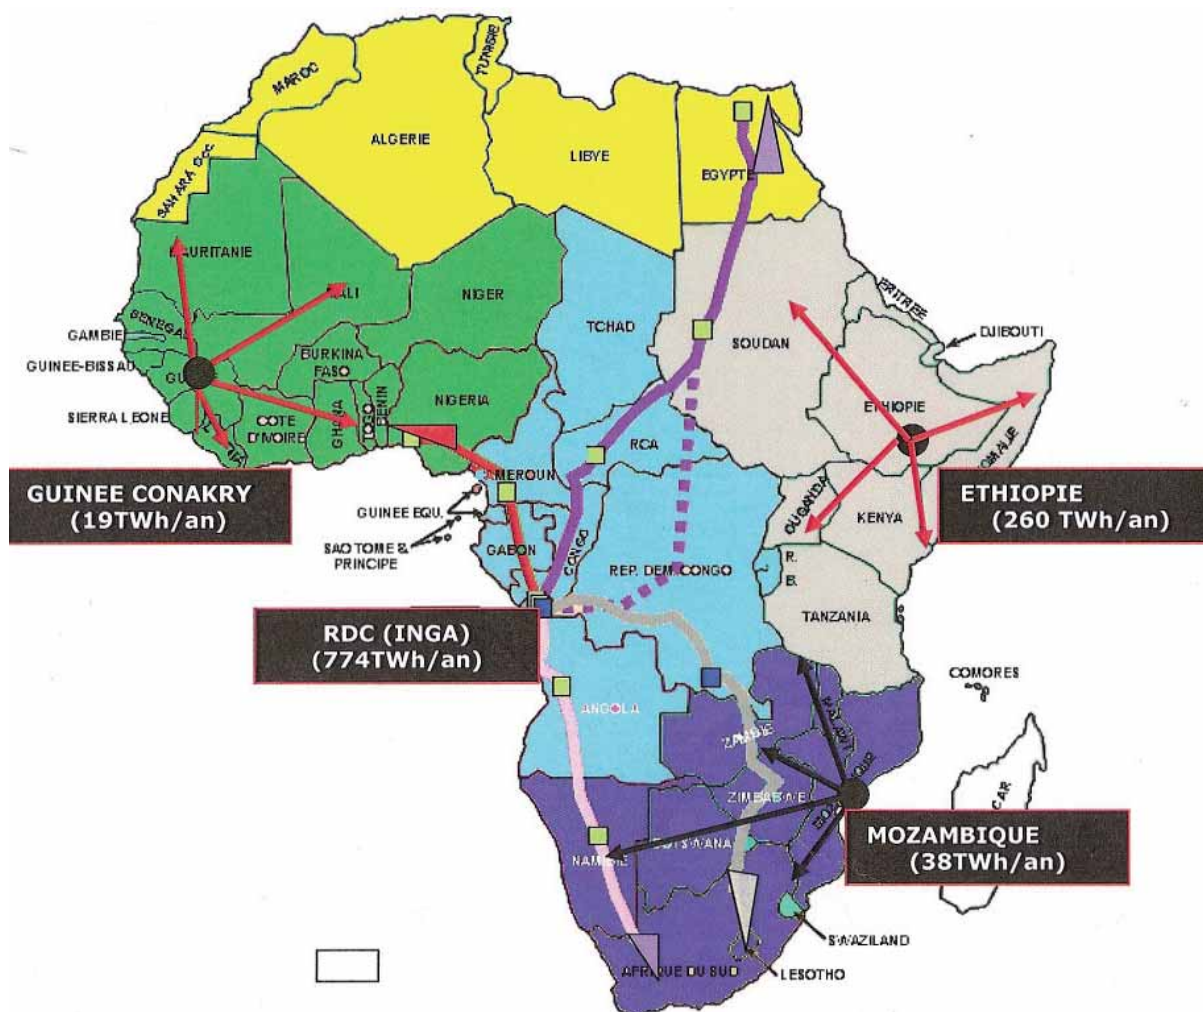 MAROC
TUNISIE
ALGERIE
LIBYE
EGYPTE
SAHARA Occ
MAURITANIE
MALI
NIGER
TCHAD
SOUDAN
ERITREE
DJIBOUTI
SENEGAL
GAMBIE
GUINEE-BISSAU
BURKINA
FASO
NIGERIA
BENIN
TOGO
GHANA
COTE
D'IVOIRE
SIERRA LEONE
ETHIOPIE
RCA
GUINEE CONAKRY
(19TWh/an)
GUINEE EQU.
SAO TOME &
PRINCIPE
GABON
CONGO
REP. DEM. CONGO
OUGANDA
KENYA
ETHIOPIE
(260 TWh/an)
R.
B.
TANZANIA
RDC (INGA)
(774TWh/an)
COMORES
ANGOLA
ZAMBIE
ZIMBABWE
MOZAMBIQUE
(38TWh/an)
NAMIBIE
SWAZILAND
LESOTHO
AFRIQUE DU SUD